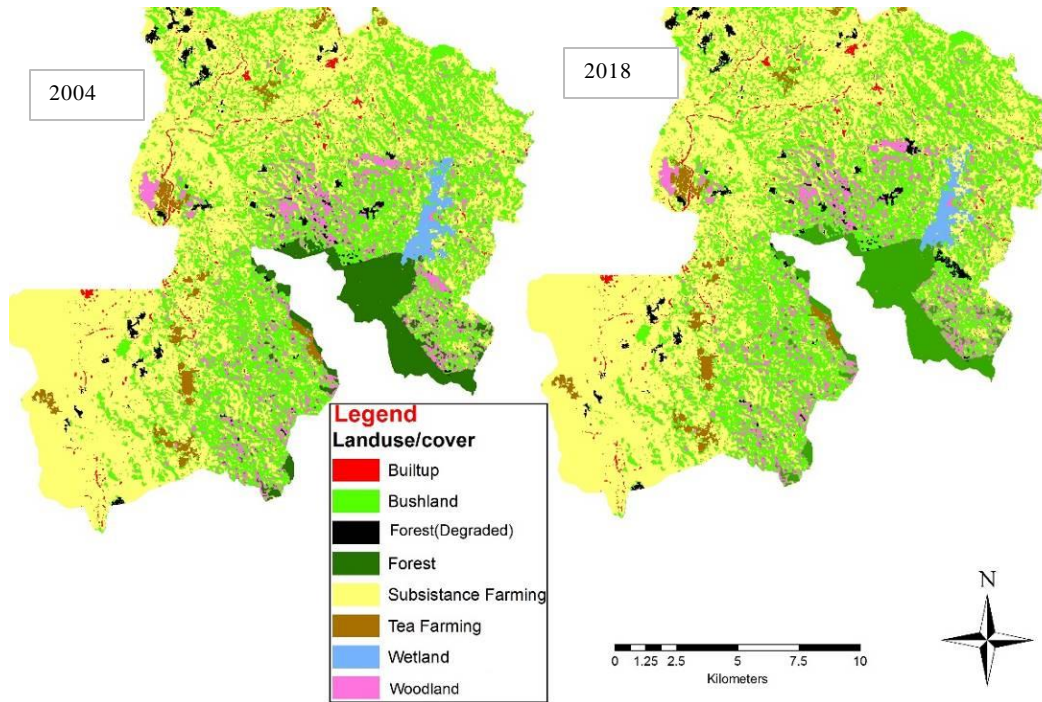 2004
2018
Legend
Landuse/cover
Builtup
Bushland
Forest(Degraded)
Forest
Subsistance Farming
Tea Farming
Wetland
Woodland
N
0 1.25 2.5 5 7.5 10
Kilometers